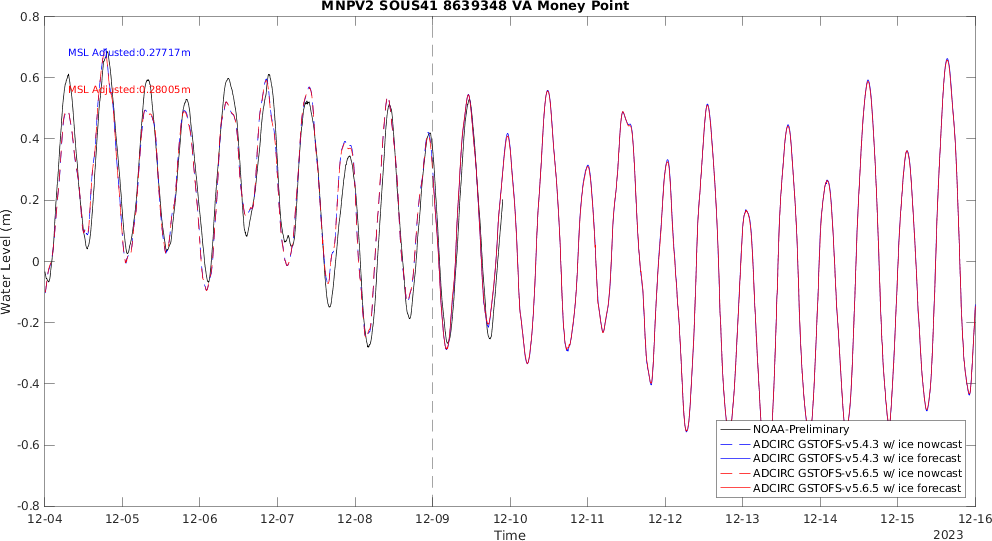 MNPV2 SOUS41 8639348 VA Money Point
MSL Adjusted:0.27717m
MSL Adjusted:0.28005m
Water Level (m)
0.8
0.6
0.4
0.2
0
-0.2
-0.4
-0.6
-0.8
NOAA-Preliminary
ADCIRC GSTOFS-v5.4.3 w/ ice nowcast
ADCIRC GSTOFS-v5.4.3 w/ ice forecast
ADCIRC GSTOFS-v5.6.5 w/ ice nowcast
ADCIRC GSTOFS-v5.6.5 w/ ice forecast
12-04 12-05 12-06 12-07 12-08 12-09 12-10 12-11 12-12 12-13 12-14 12-15 12-16
Time
2023